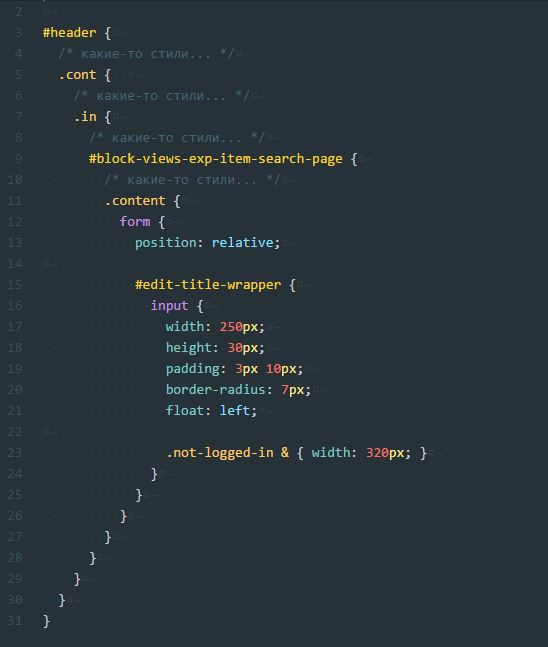 2
3 #header {
4   /* какие-то стили... */
5   .cont {
6     /* какие-то стили... */
7     .in {
8       /* какие-то стили... */
9       #block-views-exp-item-search-page {
10         /* какие-то стили... */
11         .content {
12           form {
13             position: relative;
14
15             #edit-title-wrapper {
16               input {
17                 width: 250px;
18                 height: 30px;
19                 padding: 3px 10px;
20                 border-radius: 7px;
21                 float: left;
22
23                 .not-logged-in & { width: 320px; }
24               }
25             }
26           }
27         }
28       }
29     }
30   }
31 }